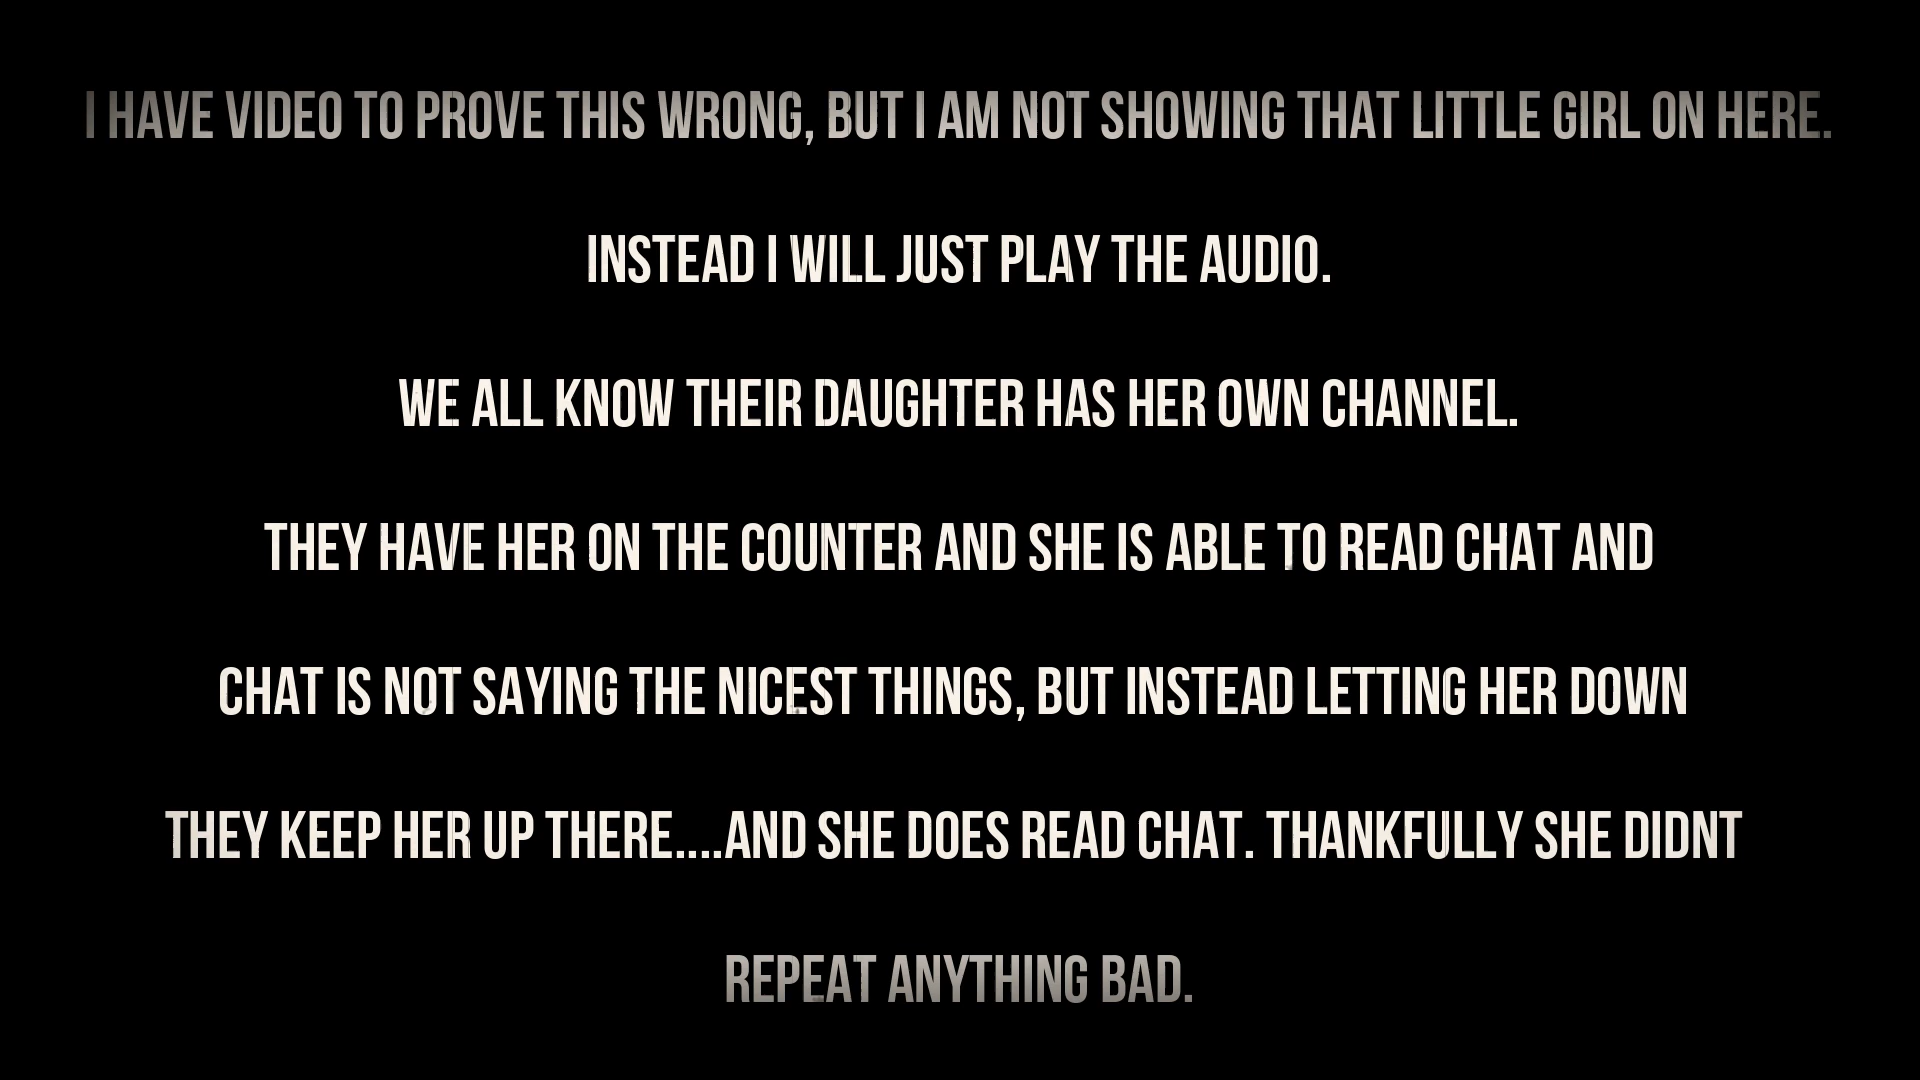 I HAVE VIDEO TO PROVE THIS WRONG, BUT I AM NOT SHOWING THAT LITTLE GIRL ON HERE.
INSTEAD I WILL JUST PLAY THE AUDIO.
WE ALL KNOW THEIR DAUGHTER HAS HER OWN CHANNEL.
THEY HAVE HER ON THE COUNTER AND SHE IS ABLE TO READ CHAT AND
CHAT IS NOT SAYING THE NICEST THINGS, BUT INSTEAD LETTING HER DOWN
THEY KEEP HER UP THERE....AND SHE DOES READ CHAT. THANKFULLY SHE DIDNT
REPEAT ANYTHING BAD.